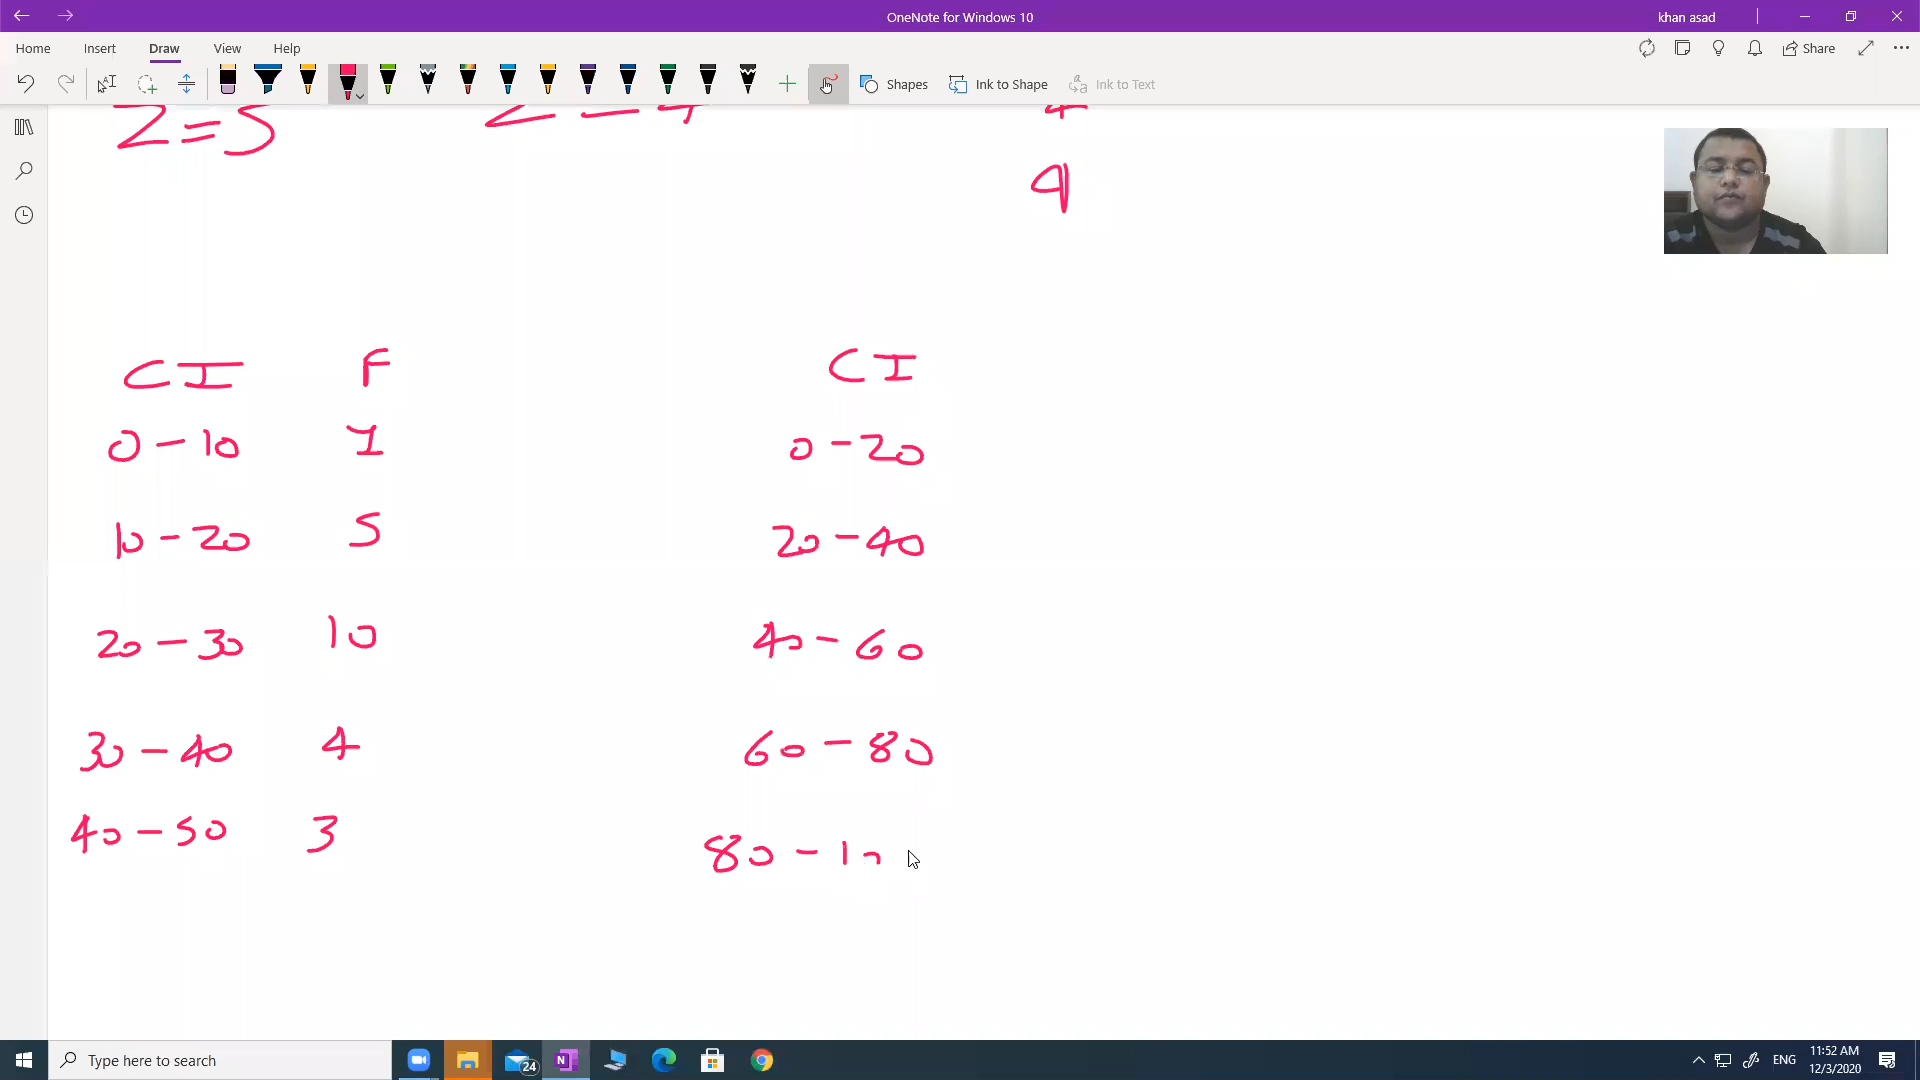 OneNote for Windows 10
khan asad
Home Insert Draw View Help
Share
Shapes Ink to Shape Ink to Text
Z=5
9
CI F CI
0-10 1 0-20
10-20 5 20-40
20-30 10 40-60
30-40 4 60-80
40-50 3 80-10
Type here to search
24
ENG
11:52 AM
12/3/2020